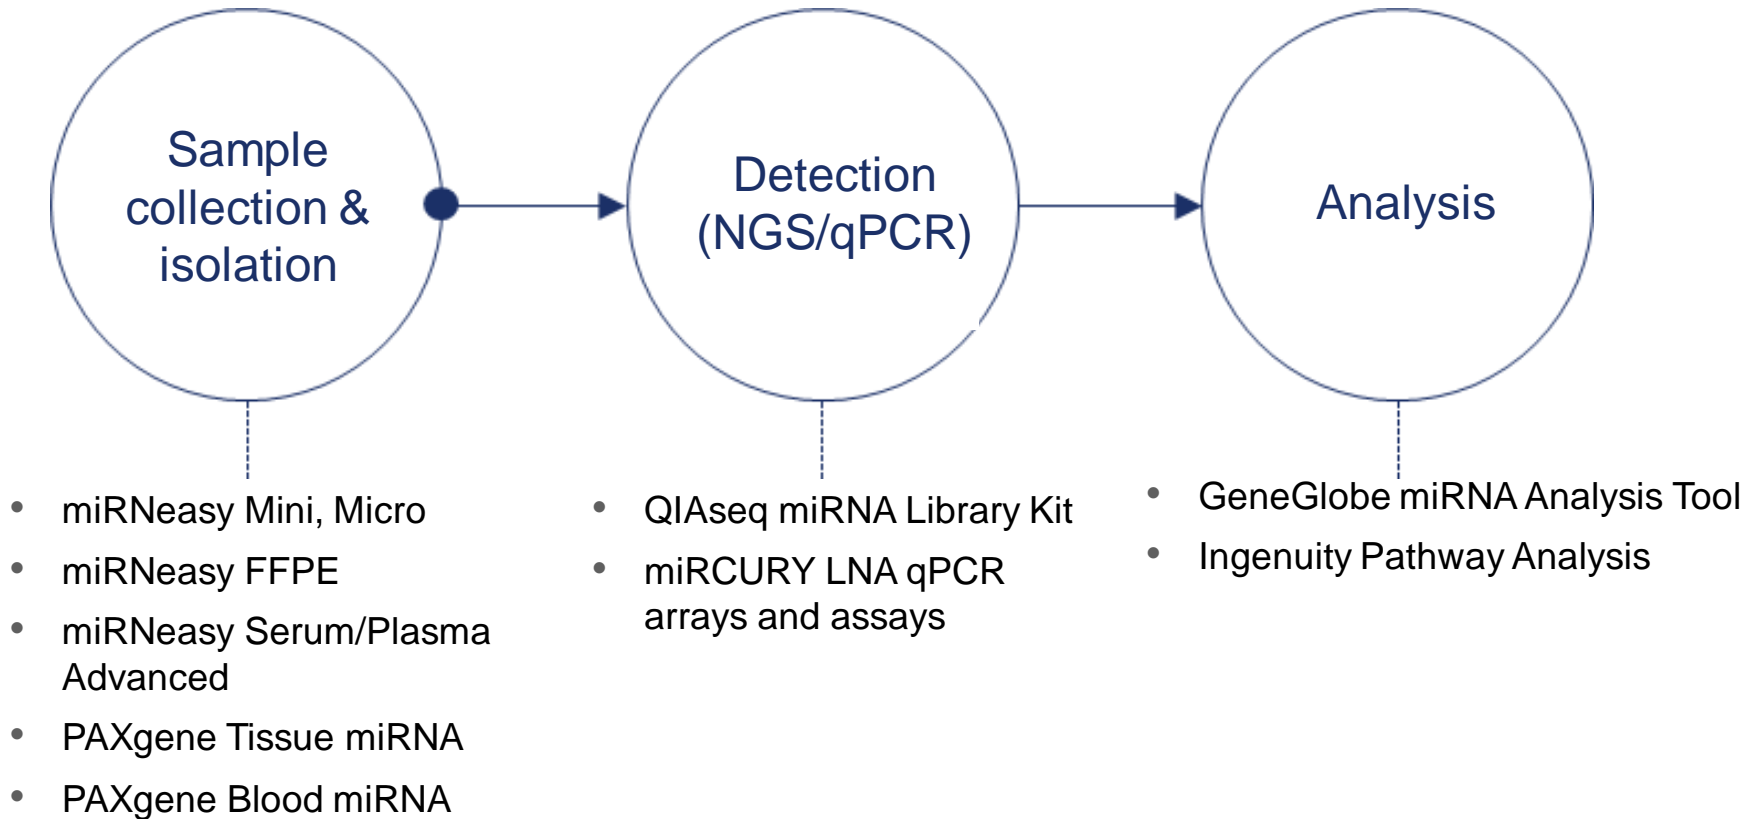 Sample
collection &
isolation
Detection
(NGS/qPCR)
Analysis
• miRNeasy Mini, Micro
• miRNeasy FFPE
• miRNeasy Serum/Plasma
Advanced
• PAXgene Tissue miRNA
• PAXgene Blood miRNA
• QIAseq miRNA Library Kit
• miRCURY LNA qPCR
arrays and assays
• GeneGlobe miRNA Analysis Tool
• Ingenuity Pathway Analysis